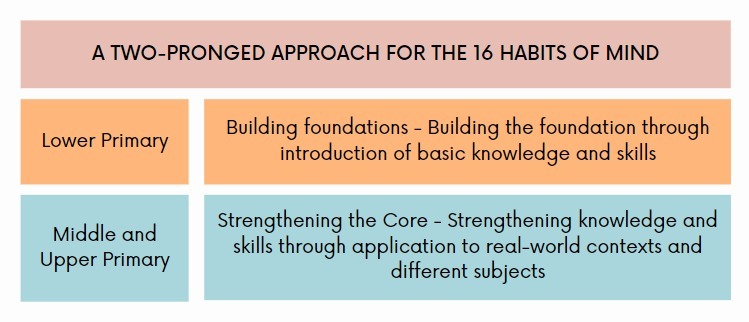 A TWO-PRONGED APPROACH FOR THE 16 HABITS OF MIND
Lower Primary
Building foundations - Building the foundation through
introduction of basic knowledge and skills
Middle and
Upper Primary
Strengthening the Core - Strengthening knowledge and
skills through application to real-world contexts and
different subjects